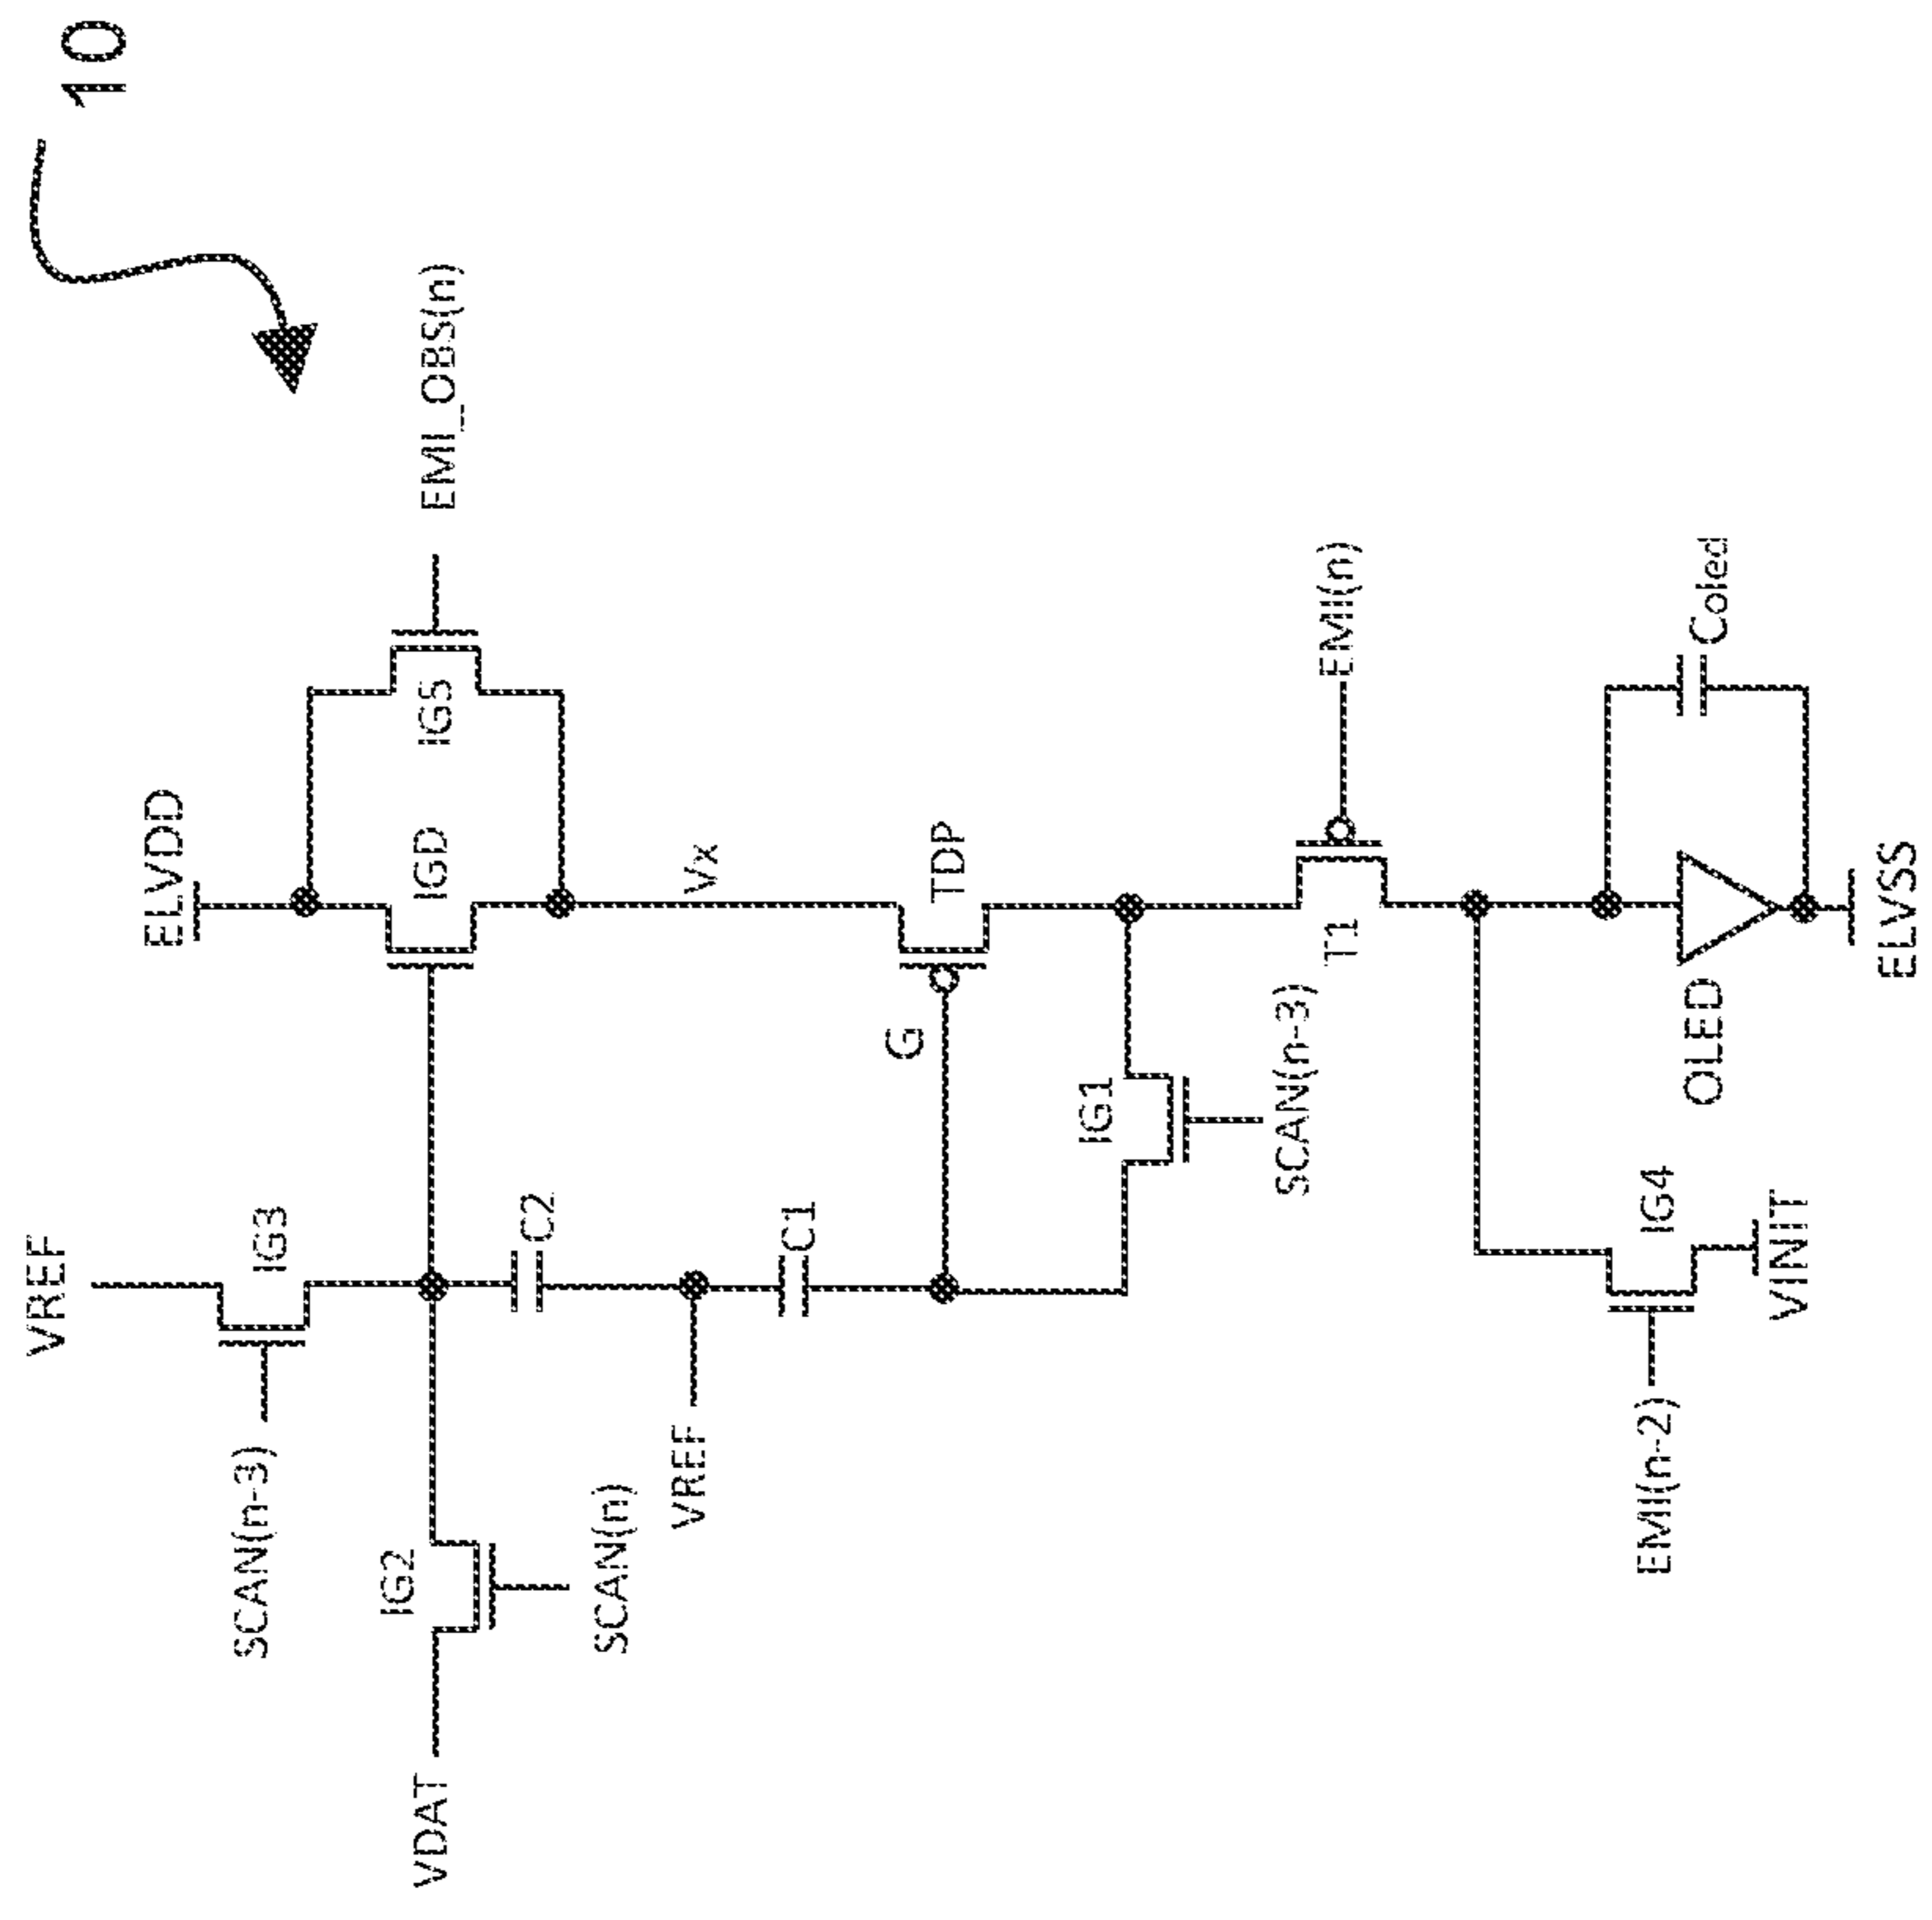 10
VREF
ELVDD
SCAN(n-3)
IG3
IGD
IG5
EMI_OBS(n)
VDAT
IG2
SCAN(n)
C2
Vx
VREF
C1
G
TDP
IG1
SCAN(n-3)
T1
EMI(n)
EMI(n-2)
IG4
VINIT
OLED
Coled
ELVSS